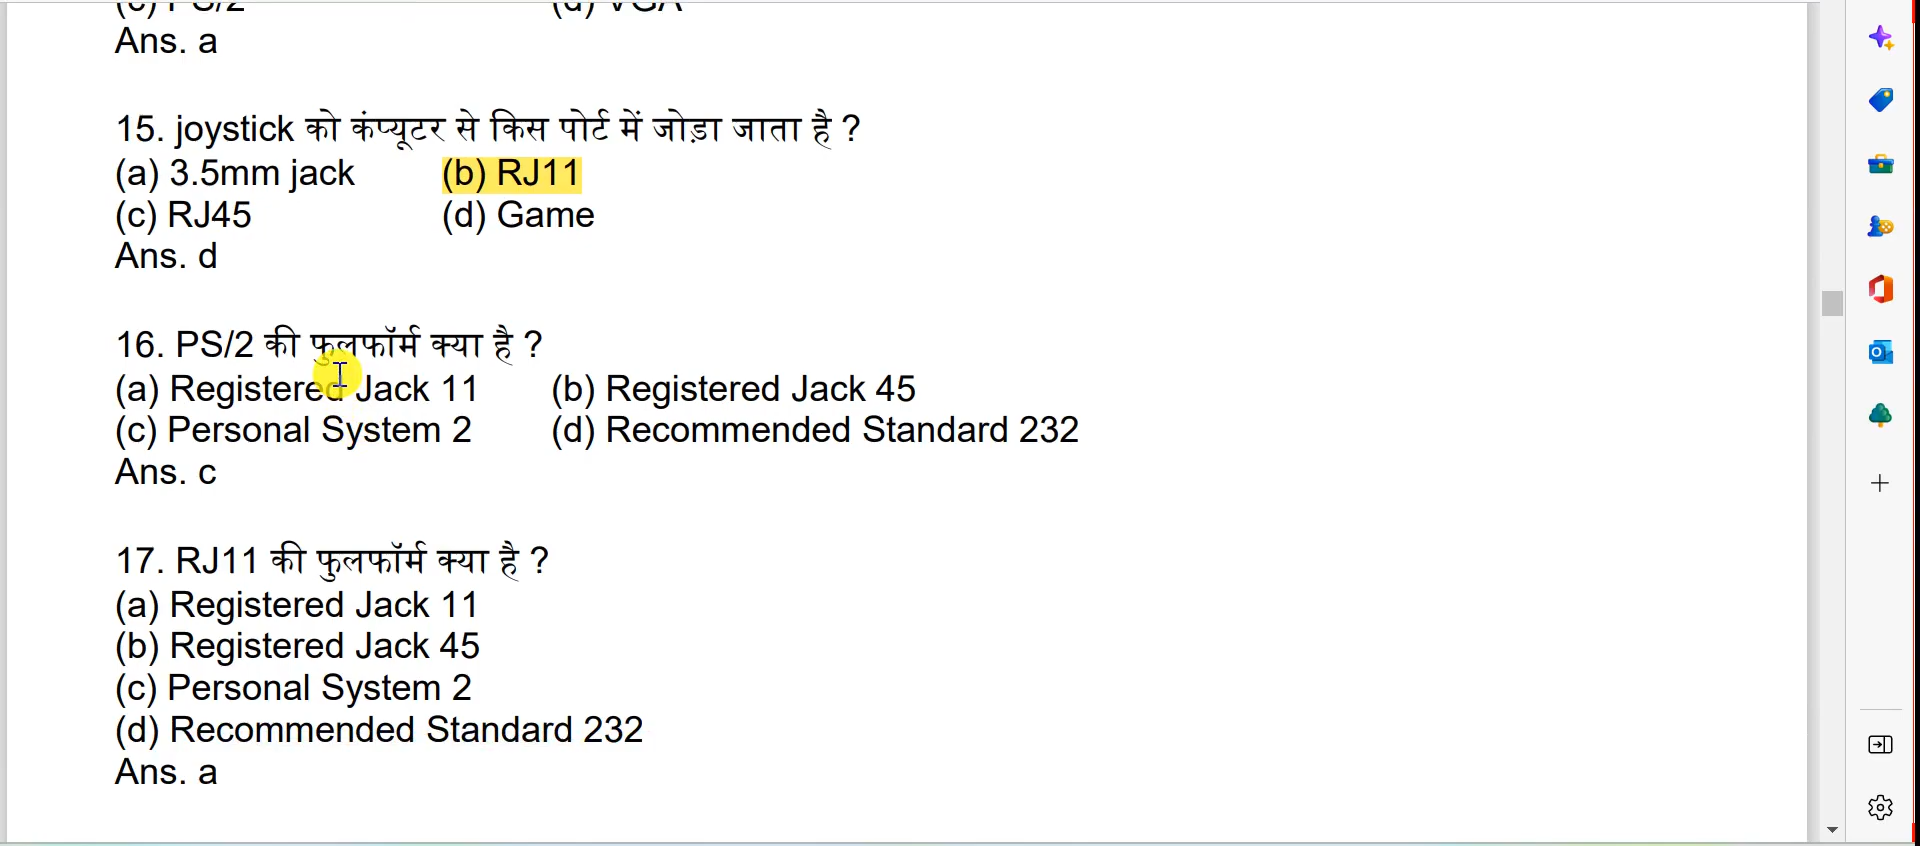 Ans. a
15. joystick को कंप्यूटर से किस पोर्ट में जोड़ा जाता है ?
(a) 3.5mm jack (b) RJ11
(c) RJ45 (d) Game
Ans. d
16. PS/2 की फुलफॉर्म क्या है ?
(a) Registered Jack 11 (b) Registered Jack 45
(c) Personal System 2 (d) Recommended Standard 232
Ans. c
17. RJ11 की फुलफॉर्म क्या है ?
(a) Registered Jack 11
(b) Registered Jack 45
(c) Personal System 2
(d) Recommended Standard 232
Ans. a